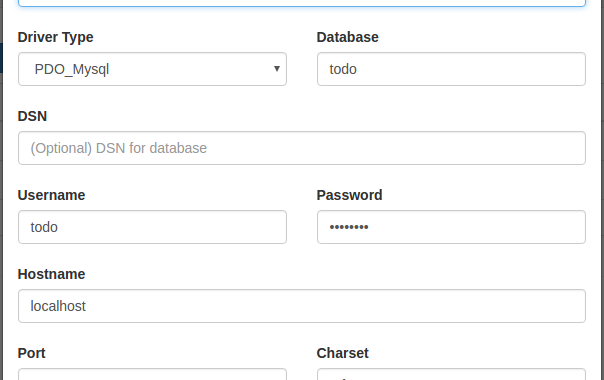 Driver Type Database
PDO_Mysql todo
DSN
(Optional) DSN for database
Username Password
todo ••••••••
Hostname
localhost
Port Charset